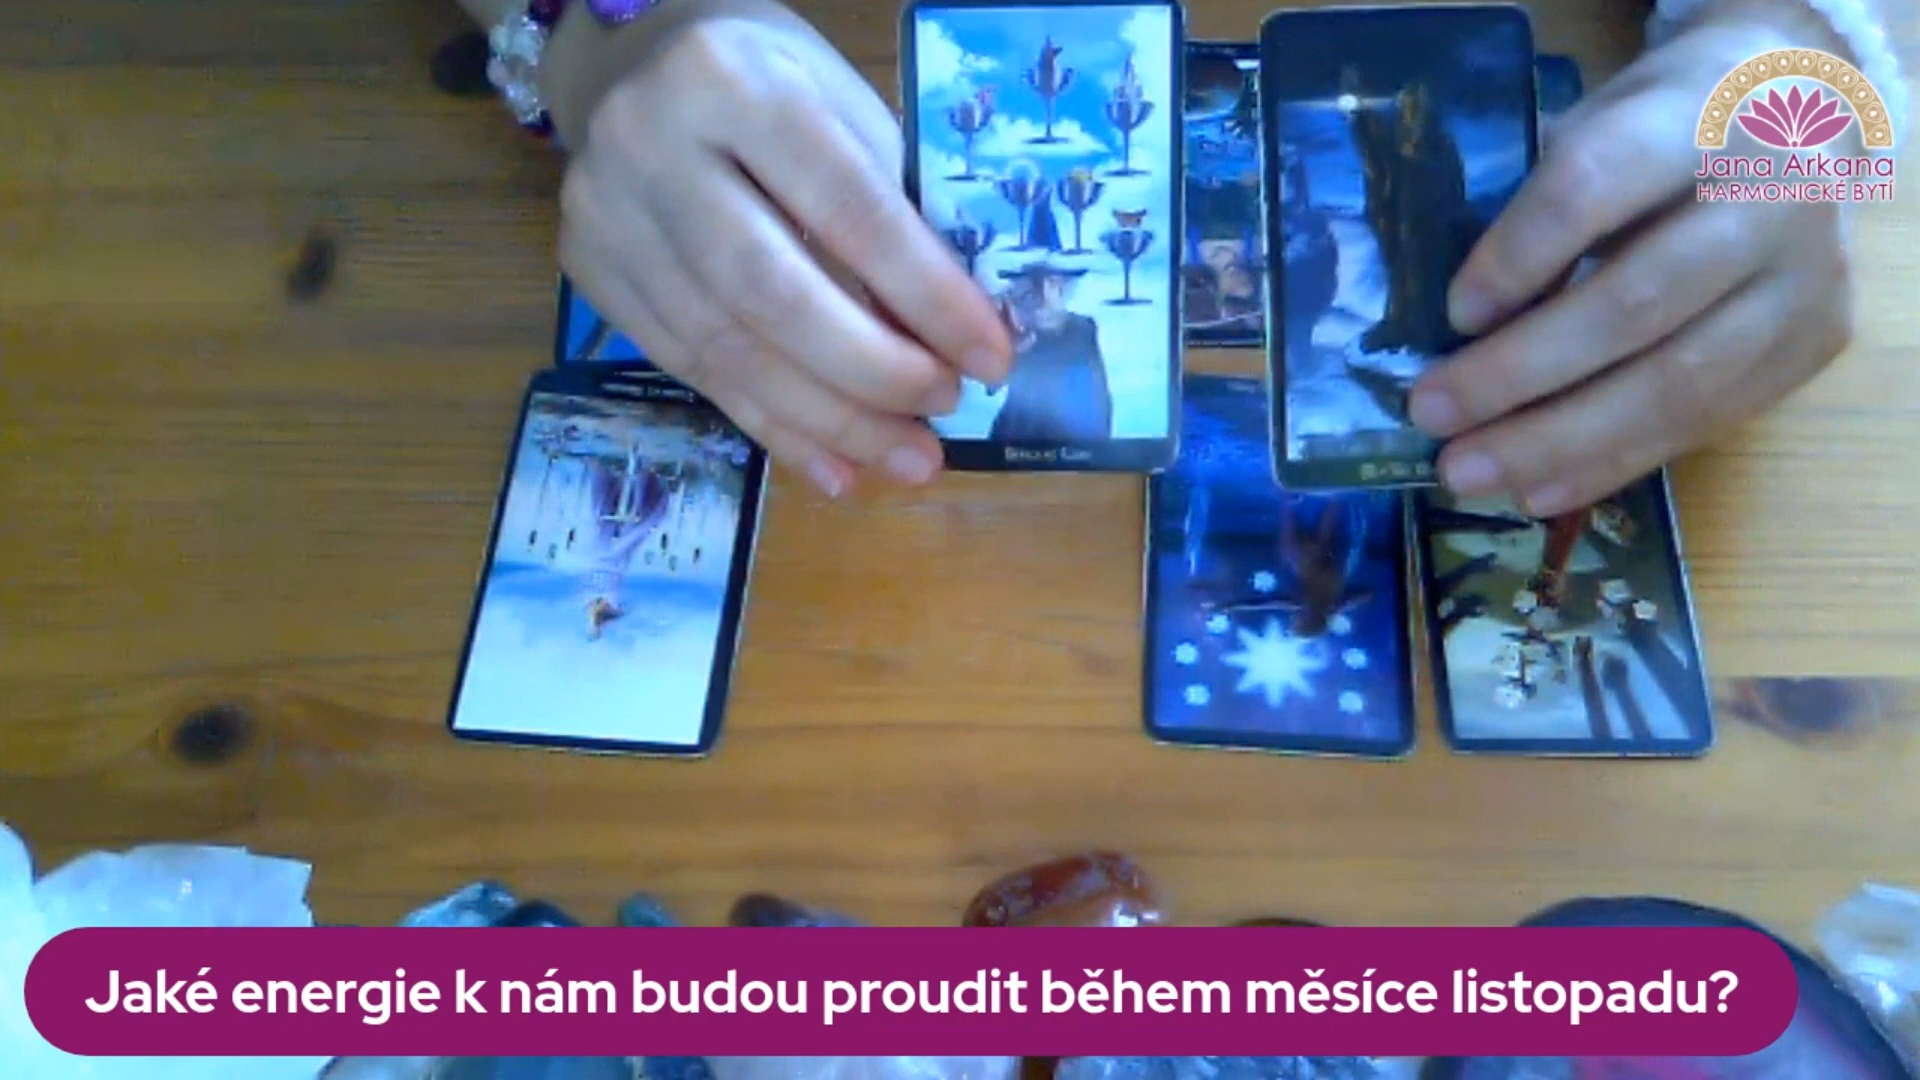 Jana Arkana
HARMONICKÉ BYTÍ
Jaké energie k nám budou proudit během měsíce listopadu?